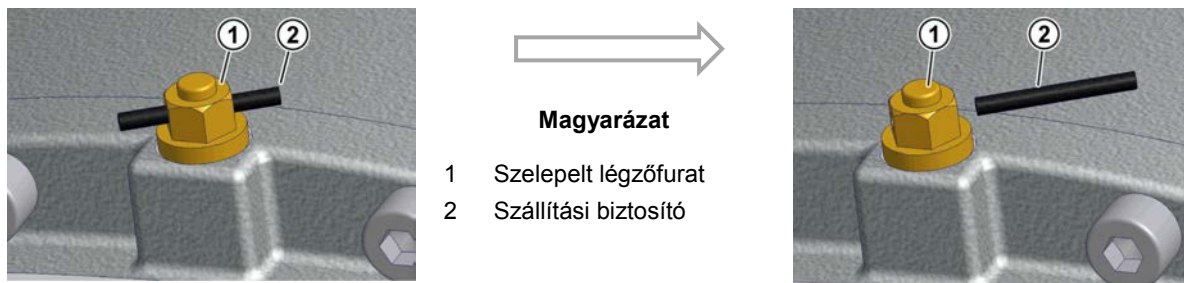 1 2
1 2
Magyarázat
1 Szelepelt légzőfurat
2 Szállítási biztosító